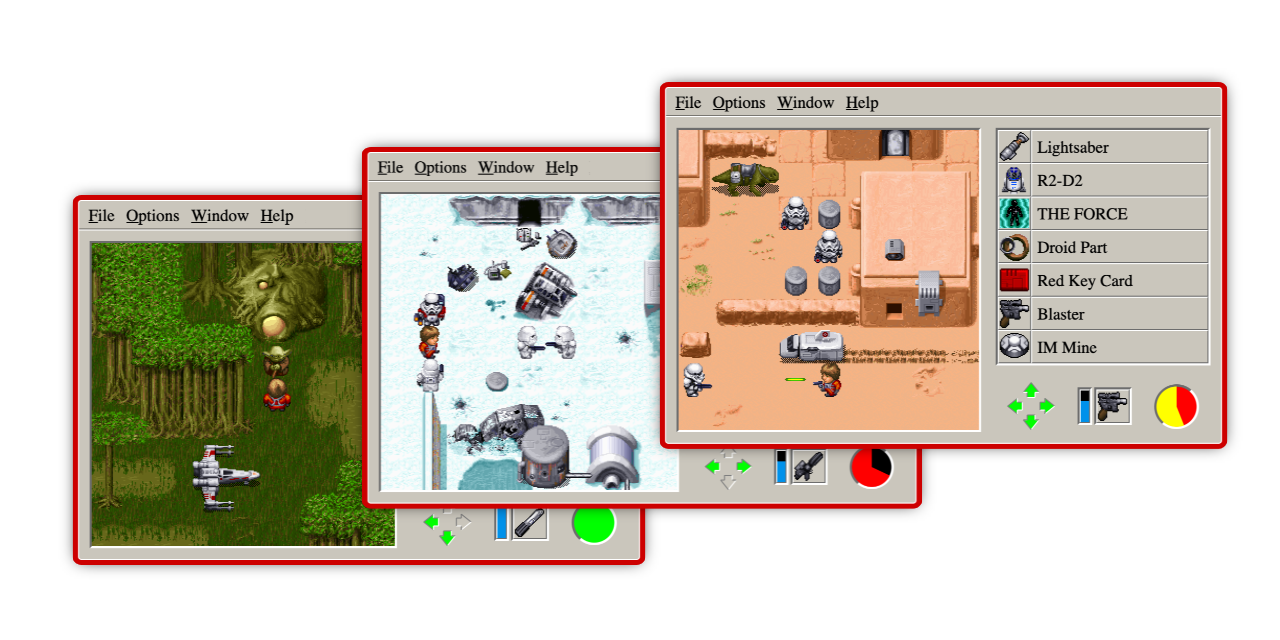 File Options Window Help
File Options Window Help
File Options Window Help
Lightsaber
R2-D2
THE FORCE
Droid Part
Red Key Card
Blaster
IM Mine